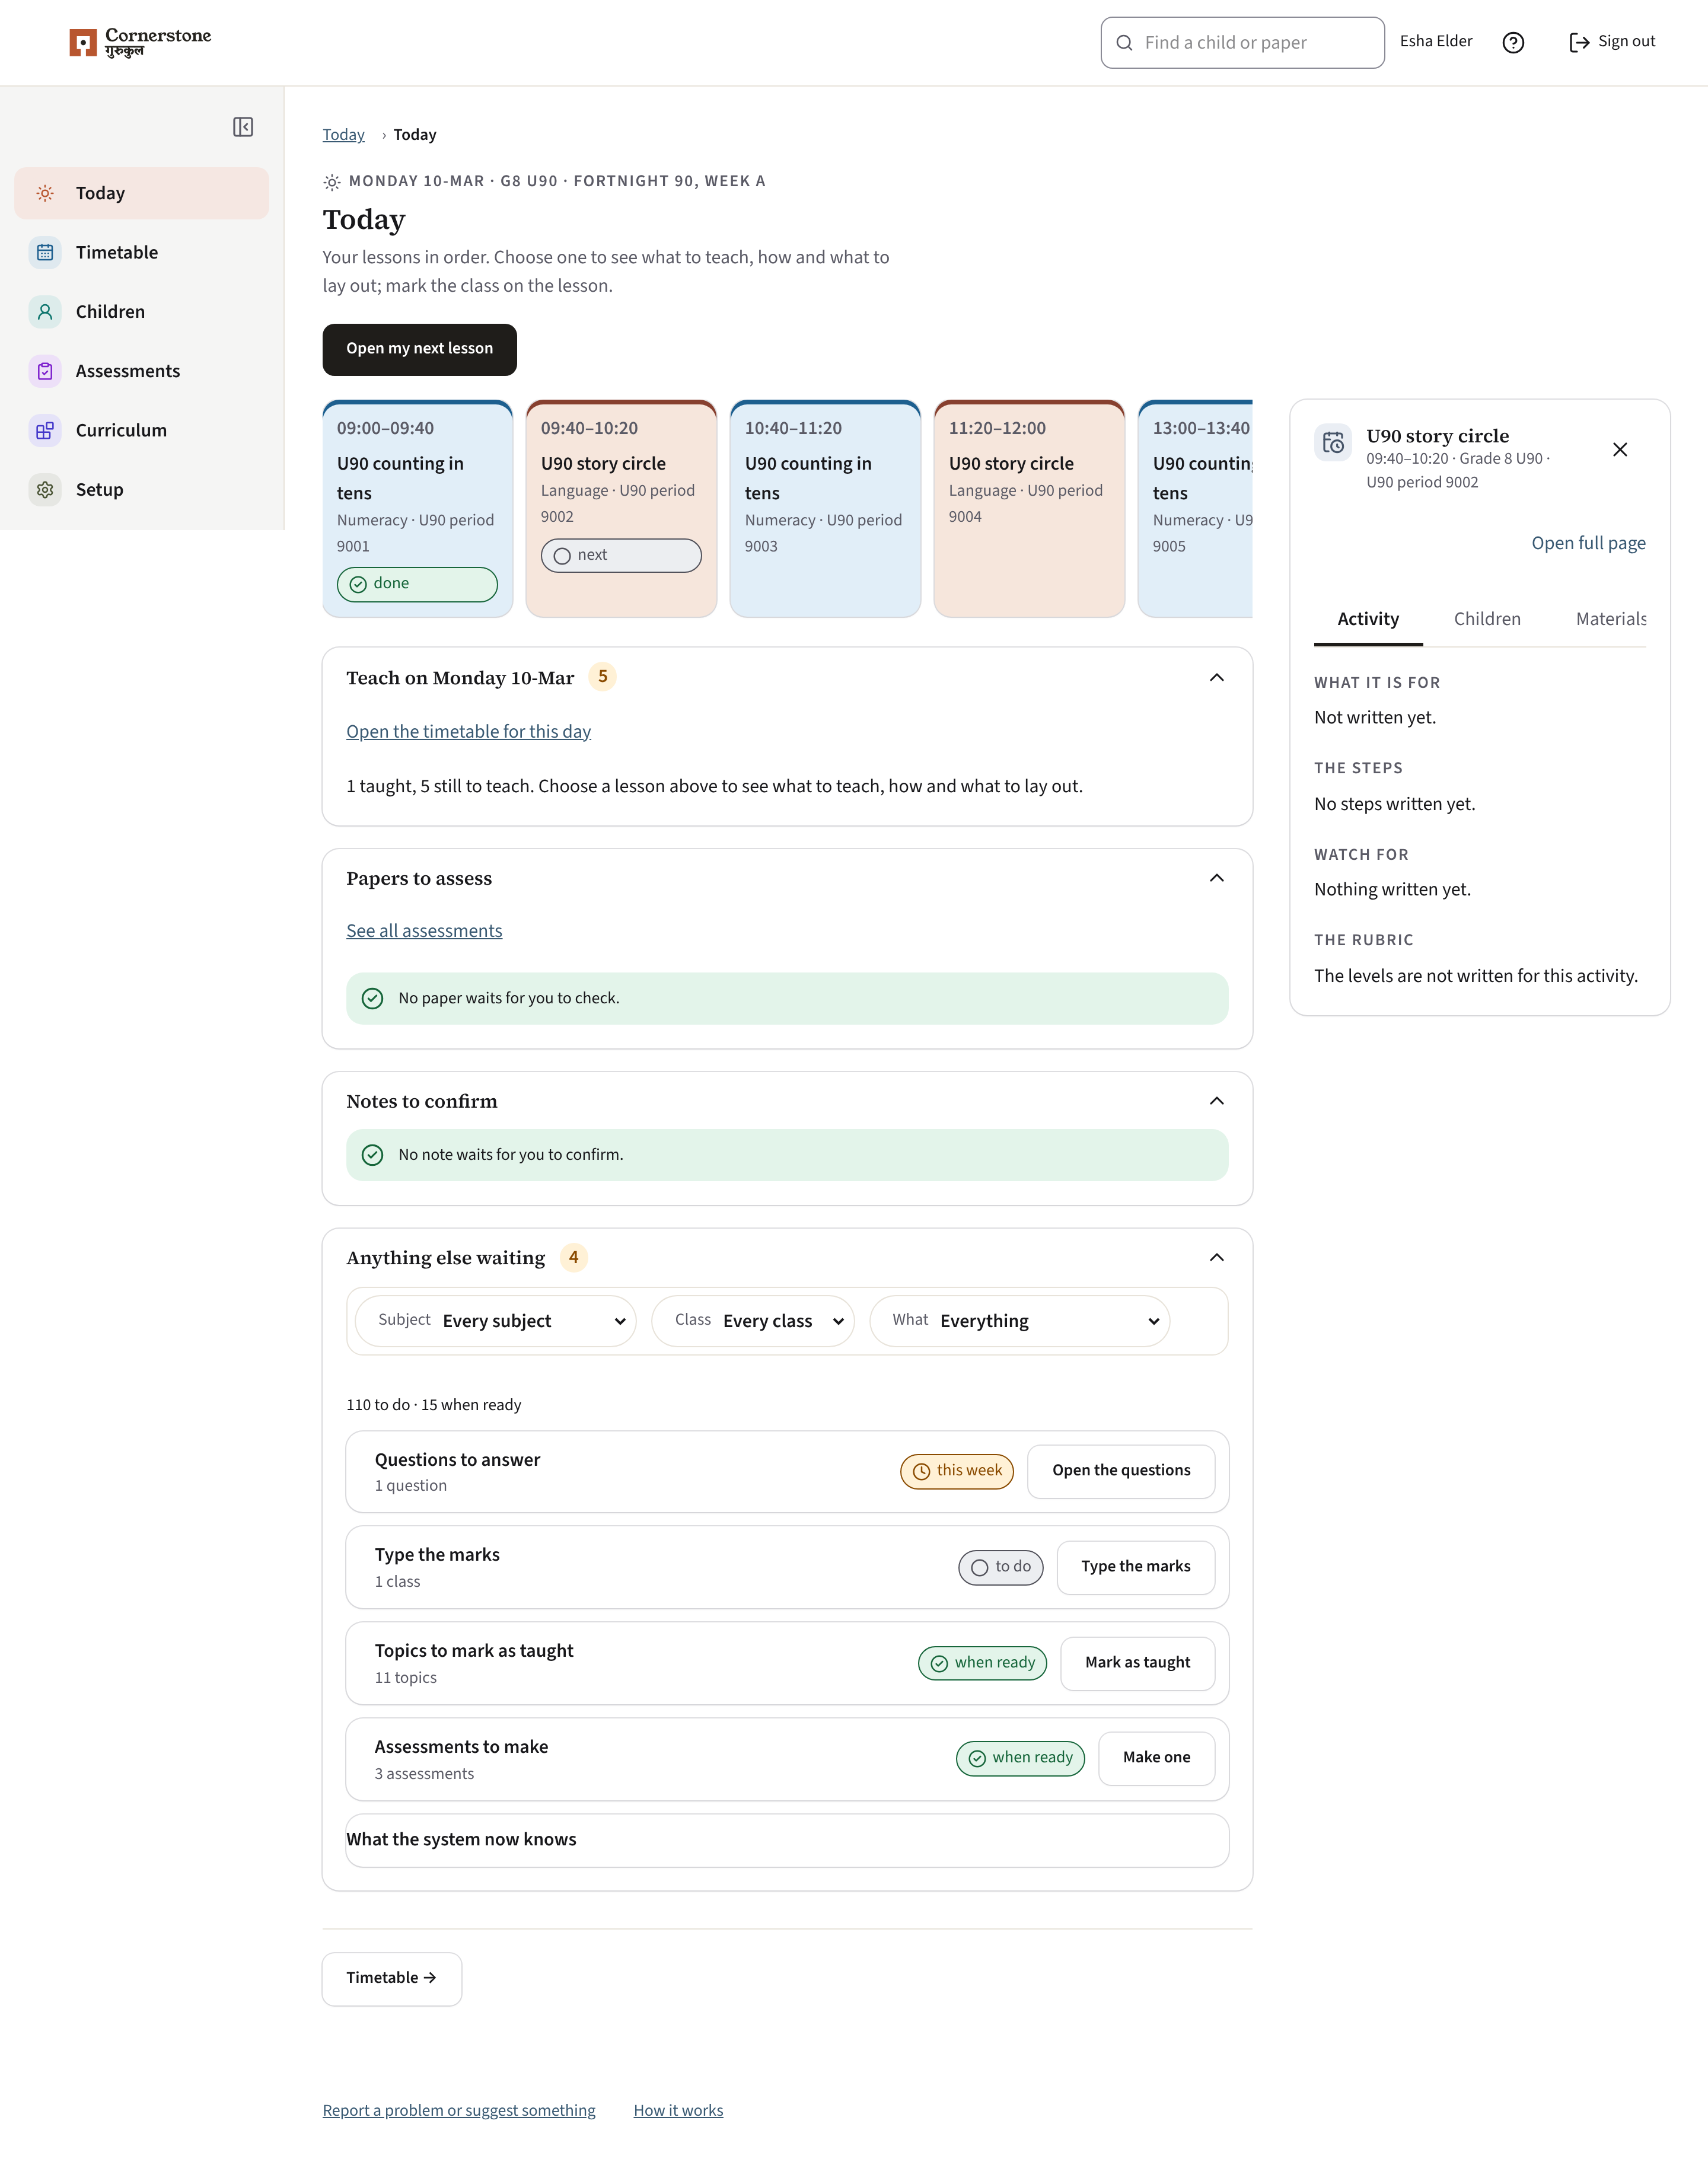 Cornerstone
गुरुकुल
Find a child or paper
Esha Elder
Sign out
Today
Timetable
Children
Assessments
Curriculum
Setup
Today › Today
MONDAY 10-MAR · G8 U90 · FORTNIGHT 90, WEEK A
Today
Your lessons in order. Choose one to see what to teach, how and what to
lay out; mark the class on the lesson.
Open my next lesson
09:00–09:40
U90 counting in
tens
Numeracy · U90 period
9001
done
09:40–10:20
U90 story circle
Language · U90 period
9002
next
10:40–11:20
U90 counting in
tens
Numeracy · U90 period
9003
11:20–12:00
U90 story circle
Language · U90 period
9004
13:00–13:40
U90 counting
tens
Numeracy · U9
9005
Teach on Monday 10-Mar 5
Open the timetable for this day
1 taught, 5 still to teach. Choose a lesson above to see what to teach, how and what to lay out.
Papers to assess
See all assessments
No paper waits for you to check.
Notes to confirm
No note waits for you to confirm.
Anything else waiting 4
Subject Every subject
Class Every class
What Everything
110 to do · 15 when ready
Questions to answer
1 question
this week
Open the questions
Type the marks
1 class
to do
Type the marks
Topics to mark as taught
11 topics
when ready
Mark as taught
Assessments to make
3 assessments
when ready
Make one
What the system now knows
Timetable →
Report a problem or suggest something
How it works
U90 story circle
09:40–10:20 · Grade 8 U90 ·
U90 period 9002
Open full page
Activity
Children
Materials
WHAT IT IS FOR
Not written yet.
THE STEPS
No steps written yet.
WATCH FOR
Nothing written yet.
THE RUBRIC
The levels are not written for this activity.